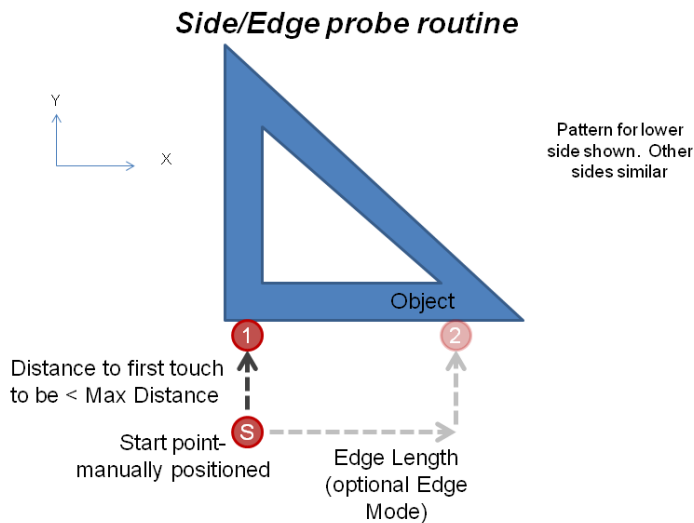 Side/Edge probe routine
Y
X
Pattern for lower
side shown. Other
sides similar
Object
1
2
Distance to first touch
to be < Max Distance
S
Start point-
manually positioned
Edge Length
(optional Edge
Mode)